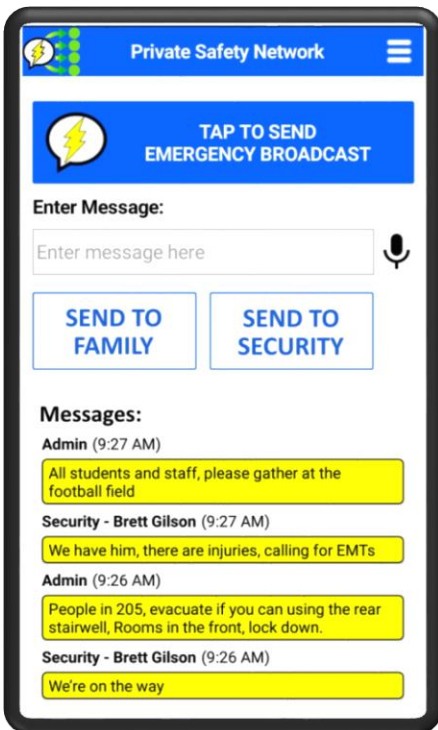 Private Safety Network
TAP TO SEND
EMERGENCY BROADCAST
Enter Message:
Enter message here
SEND TO
FAMILY
SEND TO
SECURITY
Messages:
Admin (9:27 AM)
All students and staff, please gather at the
football field
Security - Brett Gilson (9:27 AM)
We have him, there are injuries, calling for EMTs
Admin (9:26 AM)
People in 205, evacuate if you can using the rear
stairwell, Rooms in the front, lock down.
Security - Brett Gilson (9:26 AM)
We're on the way